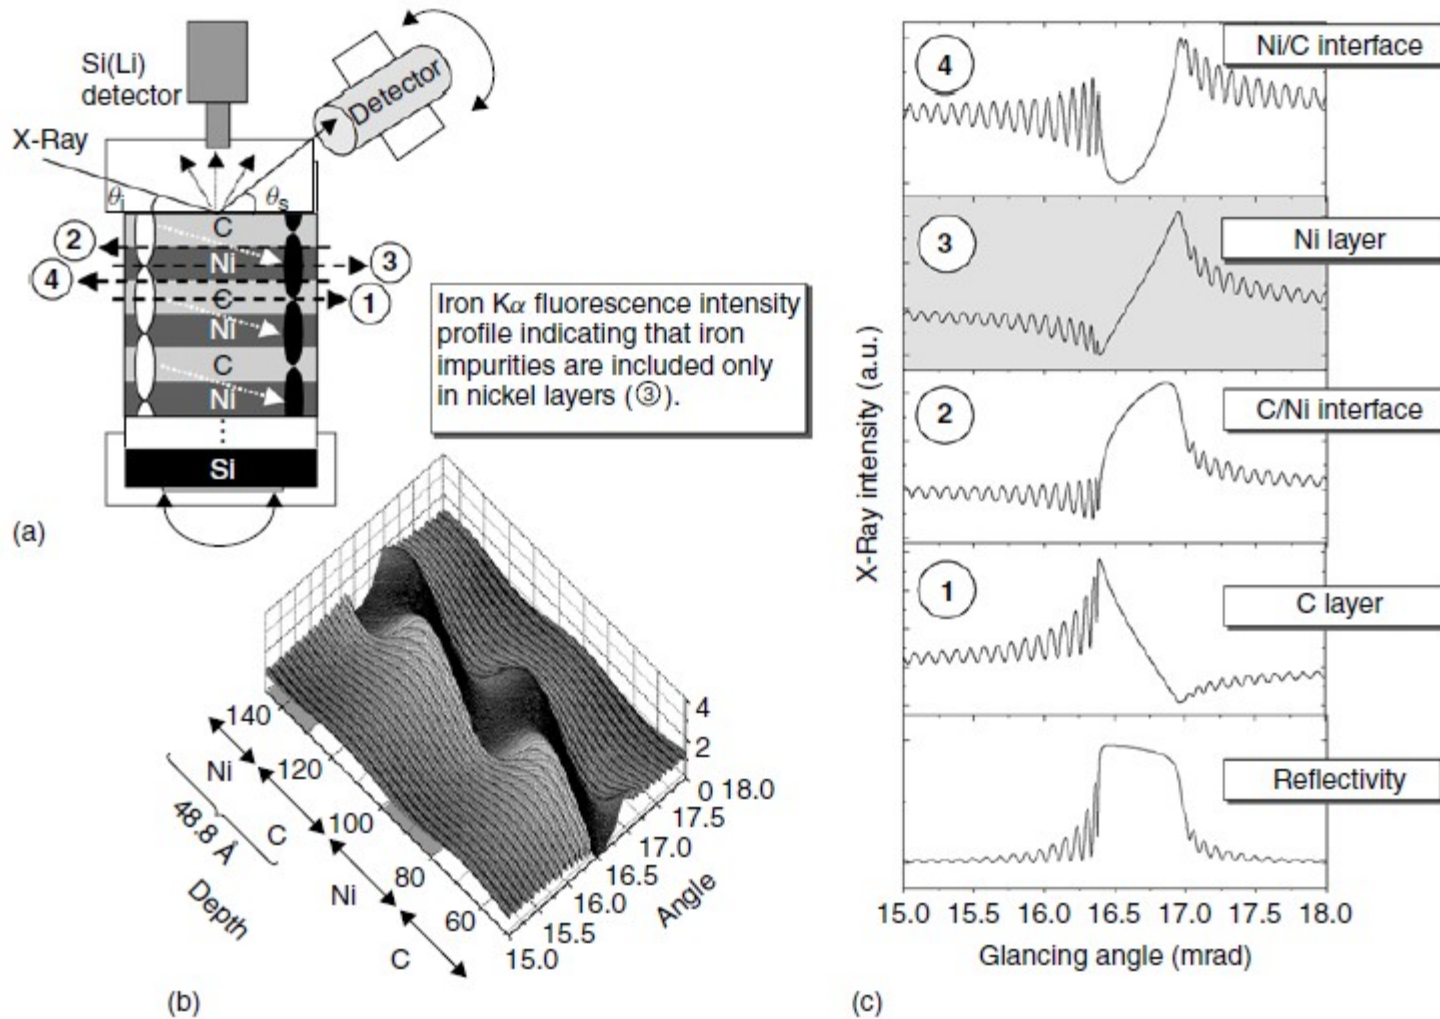 Si(Li)
detector
Detector
X-Ray
θi
θs
C
2
Ni
3
4
C
1
Ni
C
Ni
Si
(a)
Iron Kα fluorescence intensity
profile indicating that iron
impurities are included only
in nickel layers (③).
4
2
0
140
120
100
80
60
Ni
C
Ni
C
48.8 Å
Depth
18.0
17.5
17.0
16.5
16.0
15.5
15.0
Angle
(b)
4
Ni/C interface
3
Ni layer
2
C/Ni interface
1
C layer
Reflectivity
X-Ray intensity (a.u.)
15.0 15.5 16.0 16.5 17.0 17.5 18.0
Glancing angle (mrad)
(c)